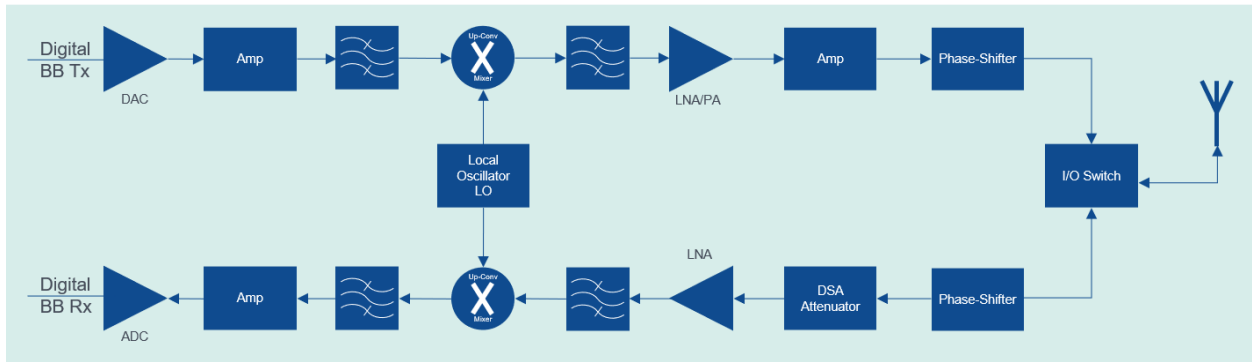 Digital
BB Tx
DAC
Amp
Up-Conv
Mixer
LNA/PA
Amp
Phase-Shifter
Local
Oscillator
LO
I/O Switch
Digital
BB Rx
ADC
Amp
Up-Conv
Mixer
LNA
DSA
Attenuator
Phase-Shifter